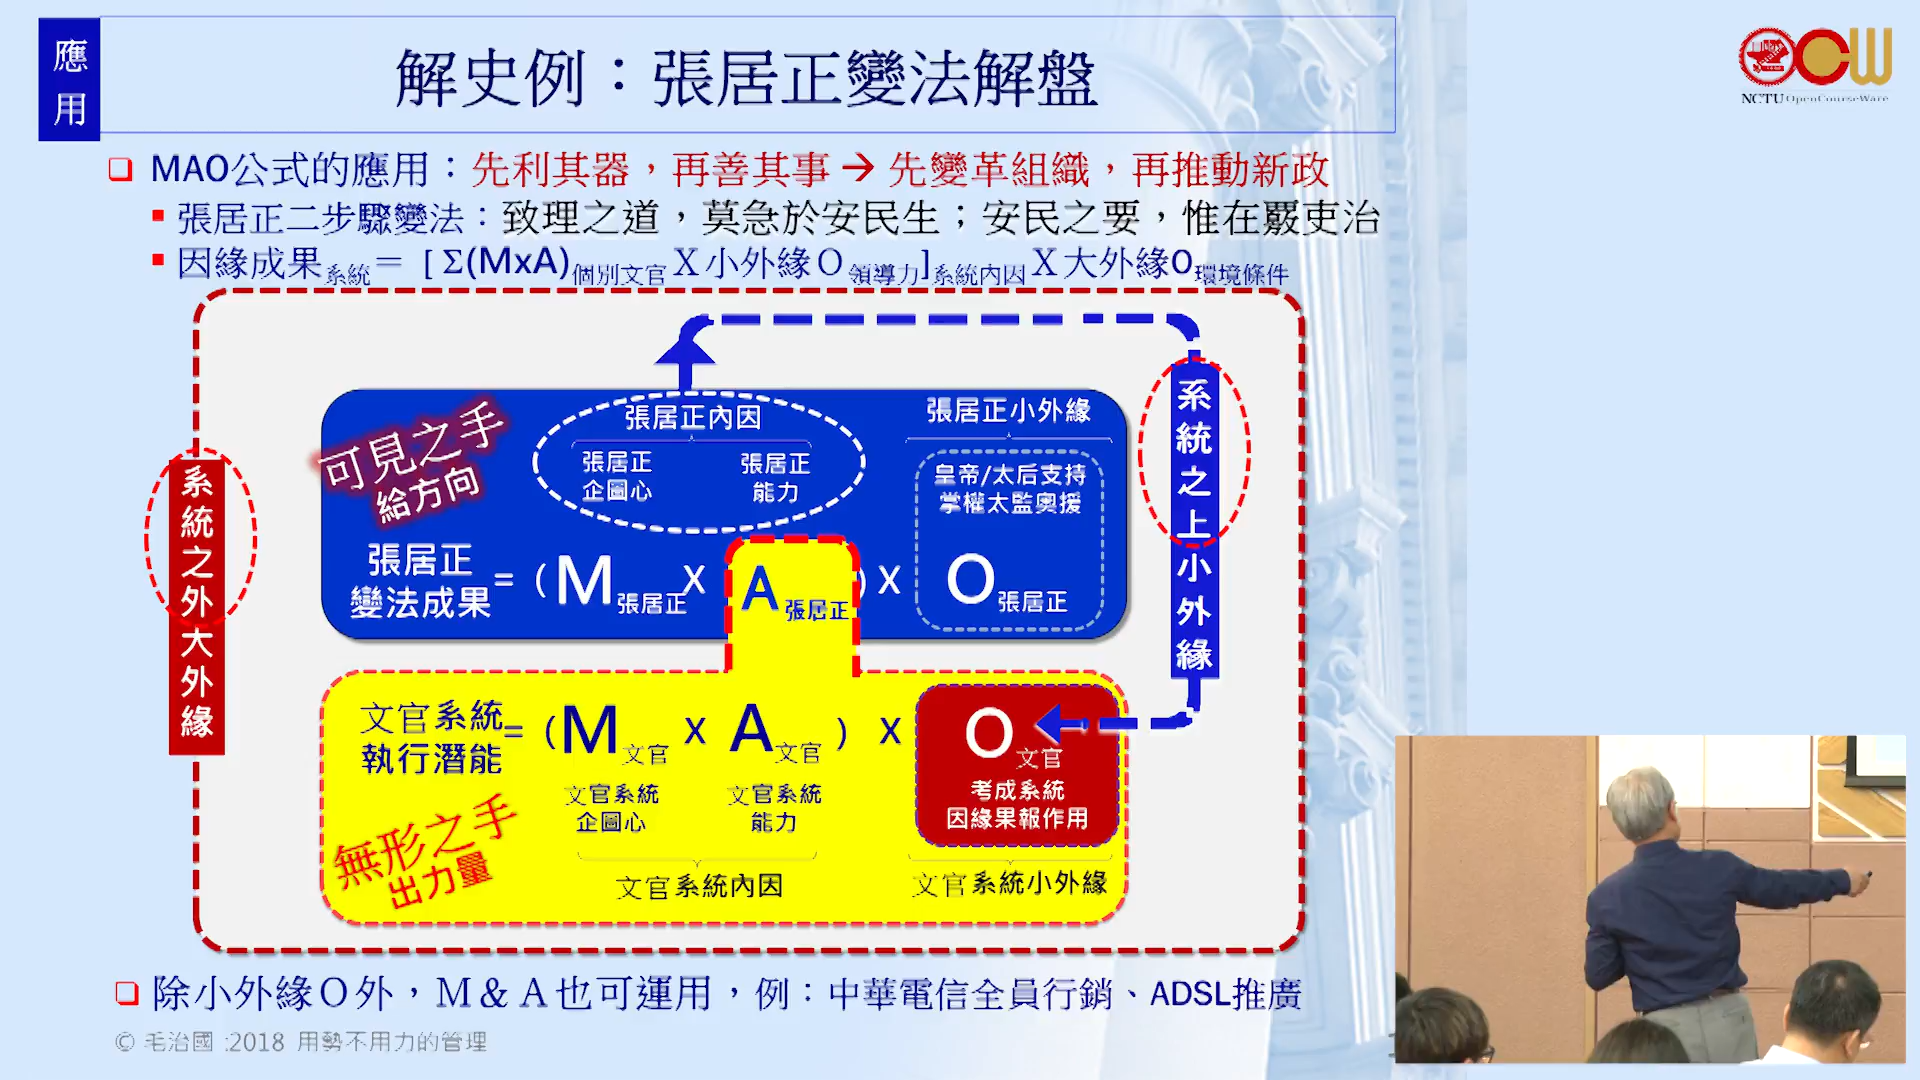 應用
解史例：張居正變法解盤
NCTU OpenCourseWare
MAO公式的應用：先利其器，再善其事→先變革組織，再推動新政
張居正二步驟變法：致理之道，莫急於安民生；安民之要，惟在覈吏治
因緣成果系統＝［Σ(MxA)個別文官Ｘ小外緣Ｏ領導力］系統內因Ｘ大外緣O環境條件
系統之外大外緣
系統之上小外緣
可見之手
給方向
張居正內因
張居正小外緣
張居正企圖心
張居正能力
皇帝/太后支持
掌權太監奧援
張居正
變法成果
=（M張居正X A張居正）X O張居正
文官系統
執行潛能
=（M文官 X A文官）X O文官
考成系統
因緣果報作用
文官系統企圖心
文官系統能力
無形之手
出力量
文官系統內因
文官系統小外緣
除小外緣Ｏ外，Ｍ＆Ａ也可運用，例：中華電信全員行銷、ADSL推廣
© 毛治國 :2018 用勢不用力的管理